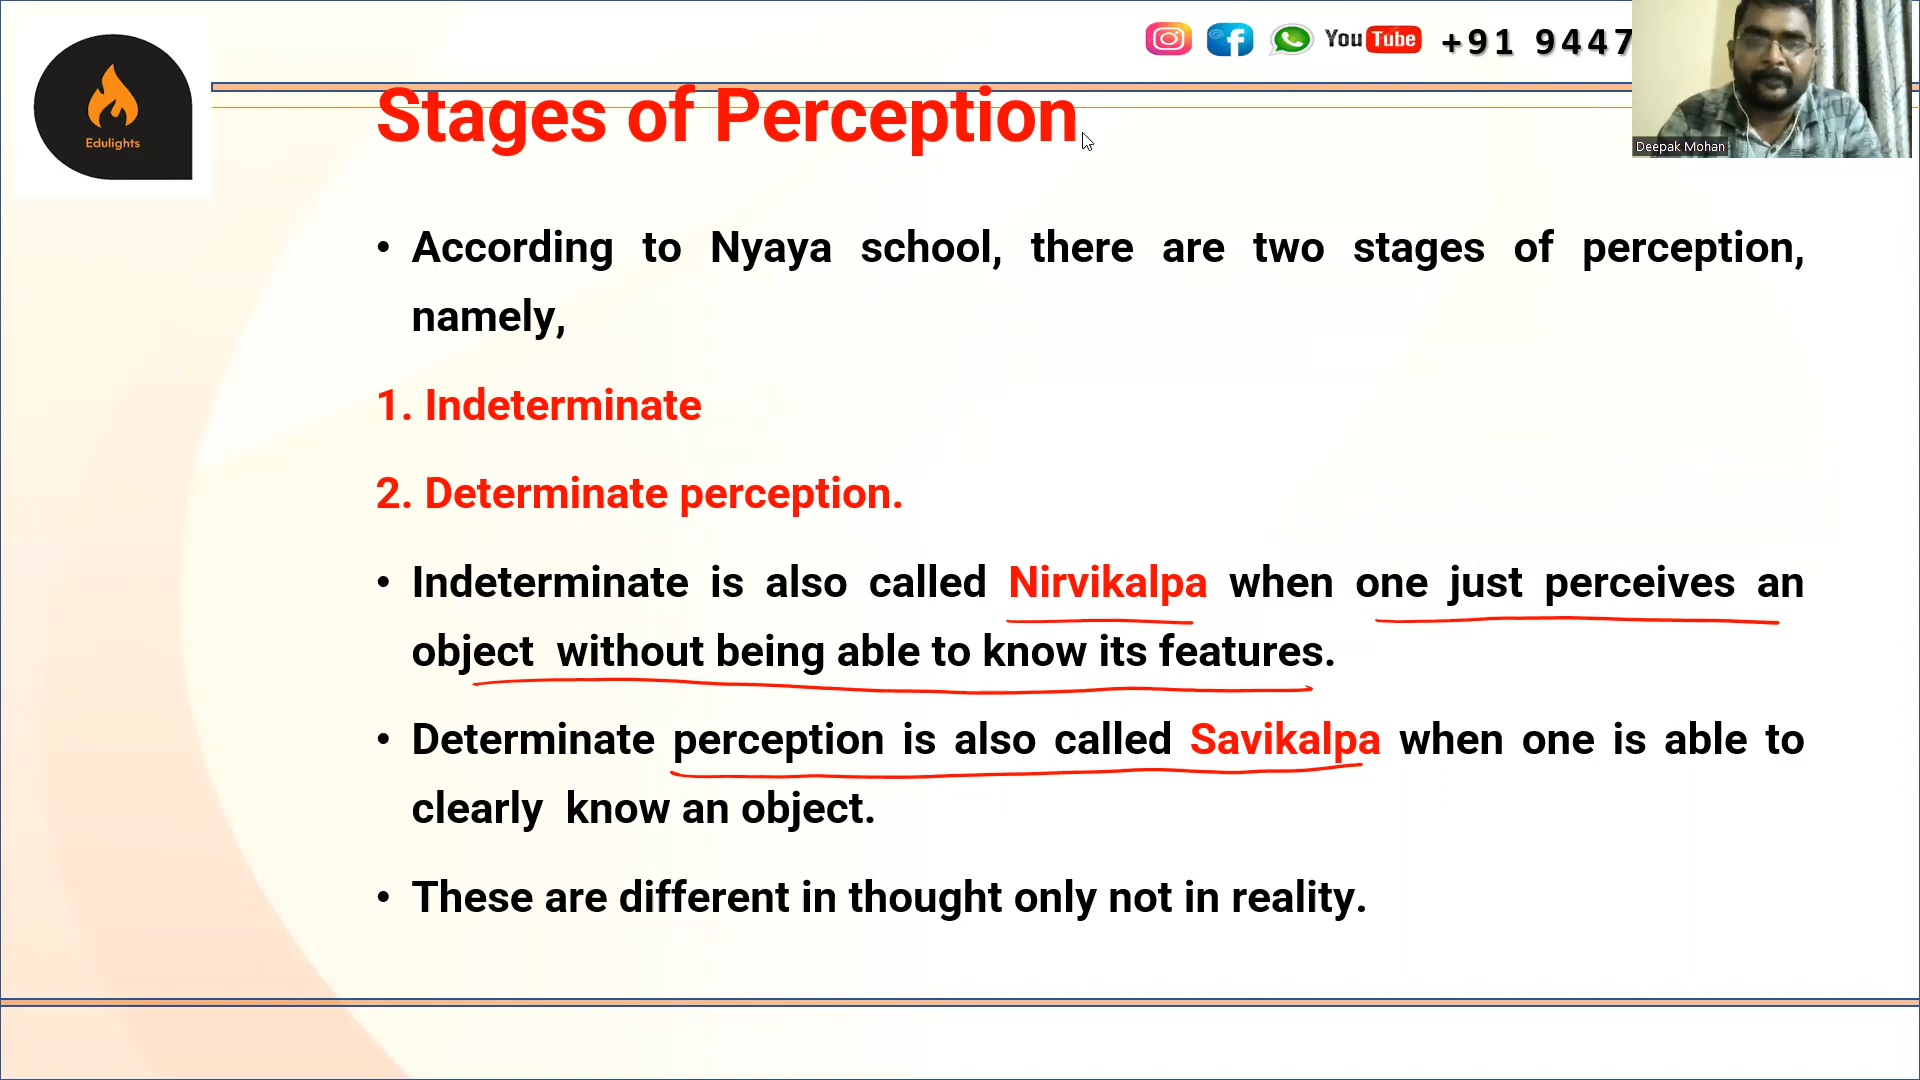 You Tube +91 9447
Edulights
Deepak Mohan
Stages of Perception
• According to Nyaya school, there are two stages of perception,
namely,
1. Indeterminate
2. Determinate perception.
• Indeterminate is also called Nirvikalpa when one just perceives an
object without being able to know its features.
• Determinate perception is also called Savikalpa when one is able to
clearly know an object.
• These are different in thought only not in reality.